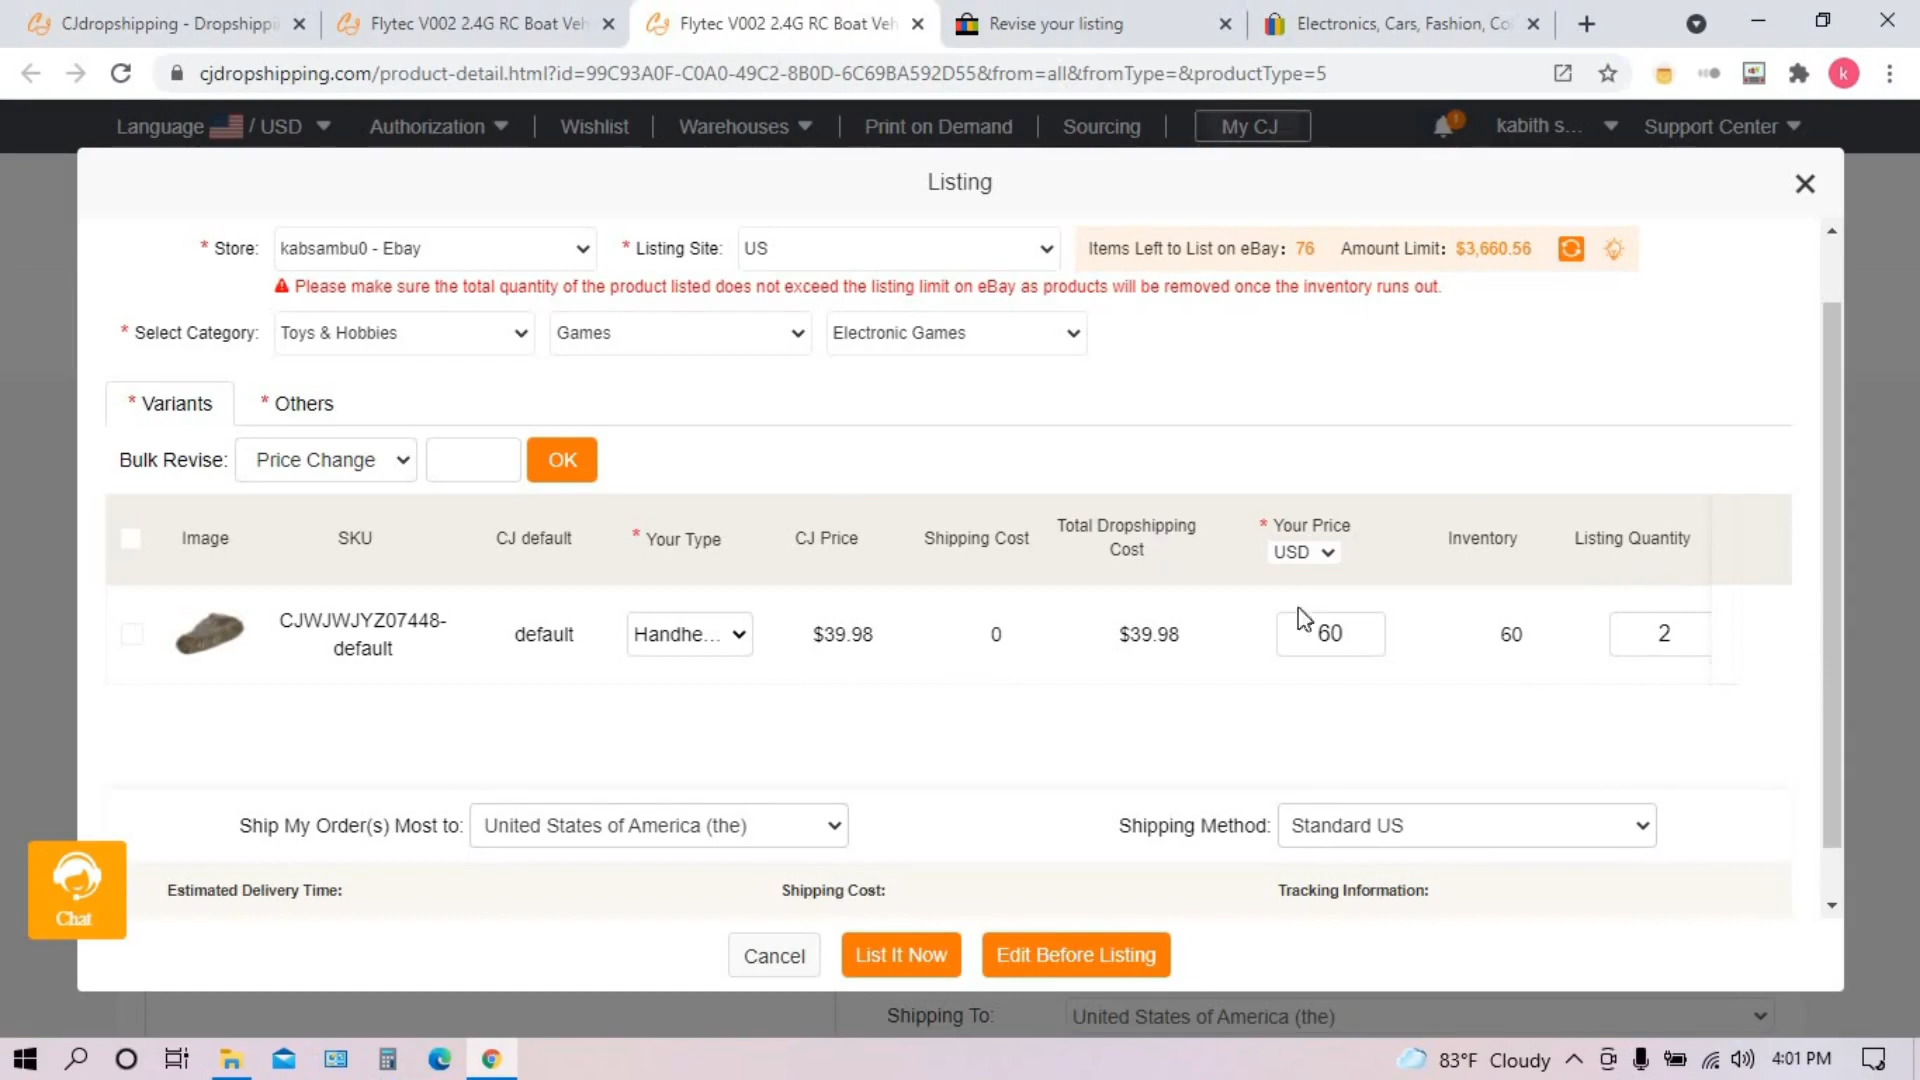 CJdropshipping - Dropshippi
Flytec V002 2.4G RC Boat Veh
Flytec V002 2.4G RC Boat Veh
Revise your listing
Electronics, Cars, Fashion, Co
cjdropshipping.com/product-detail.html?id=99C93A0F-C0A0-49C2-8B0D-6C69BA592D55&from=all&fromType=&productType=5
k
Language / USD Authorization Wishlist Warehouses Print on Demand Sourcing My CJ kabith s... Support Center
Listing
* Store: kabsambu0 - Ebay * Listing Site: US Items Left to List on eBay: 76 Amount Limit: $3,660.56
Please make sure the total quantity of the product listed does not exceed the listing limit on eBay as products will be removed once the inventory runs out.
* Select Category: Toys & Hobbies Games Electronic Games
* Variants * Others
Bulk Revise: Price Change OK
Image SKU CJ default * Your Type CJ Price Shipping Cost Total Dropshipping Cost * Your Price USD Inventory Listing Quantity
CJWJWJYZ07448-default default Handhe... $39.98 0 $39.98 60 60 2
Ship My Order(s) Most to: United States of America (the) Shipping Method: Standard US
Estimated Delivery Time: Shipping Cost: Tracking Information:
Chat
Cancel List It Now Edit Before Listing
Shipping To: United States of America (the)
83°F Cloudy 4:01 PM